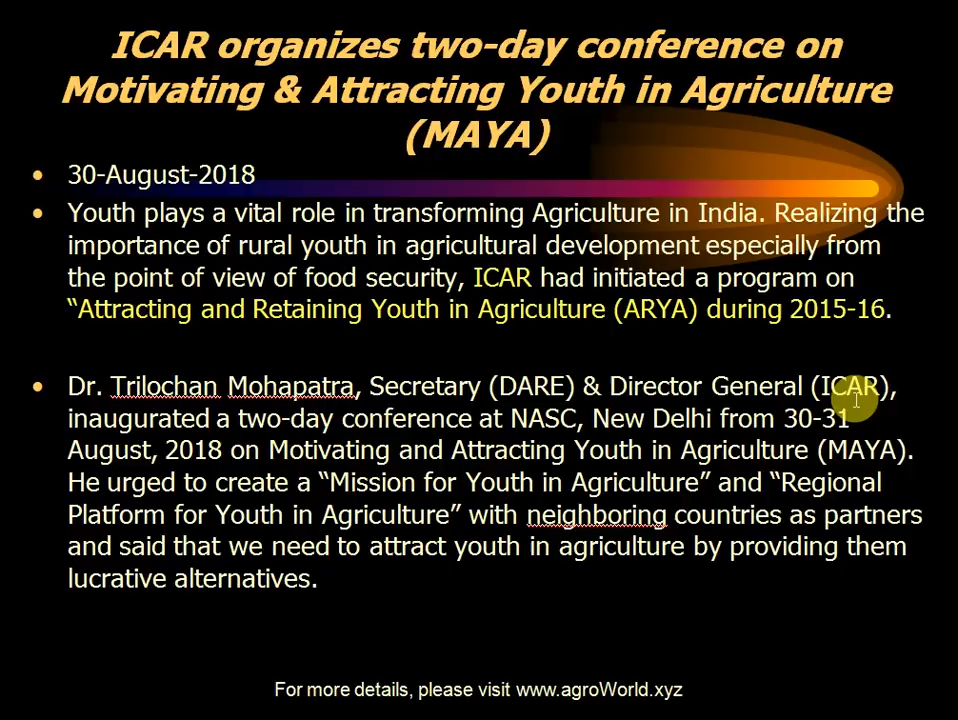 ICAR organizes two-day conference on
Motivating & Attracting Youth in Agriculture
(MAYA)
• 30-August-2018
• Youth plays a vital role in transforming Agriculture in India. Realizing the
importance of rural youth in agricultural development especially from
the point of view of food security, ICAR had initiated a program on
“Attracting and Retaining Youth in Agriculture (ARYA) during 2015-16.
• Dr. Trilochan Mohapatra, Secretary (DARE) & Director General (ICAR),
inaugurated a two-day conference at NASC, New Delhi from 30-31
August, 2018 on Motivating and Attracting Youth in Agriculture (MAYA).
He urged to create a “Mission for Youth in Agriculture” and “Regional
Platform for Youth in Agriculture” with neighboring countries as partners
and said that we need to attract youth in agriculture by providing them
lucrative alternatives.
For more details, please visit www.agroWorld.xyz